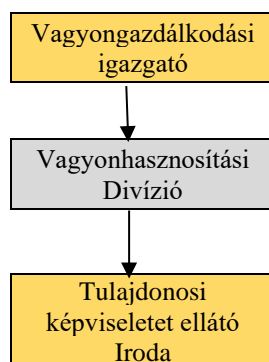 Vagyongazdálkodási
igazgató
Vagyonhasznosítási
Divízió
Tulajdonosi
képviseletet ellátó
Iroda